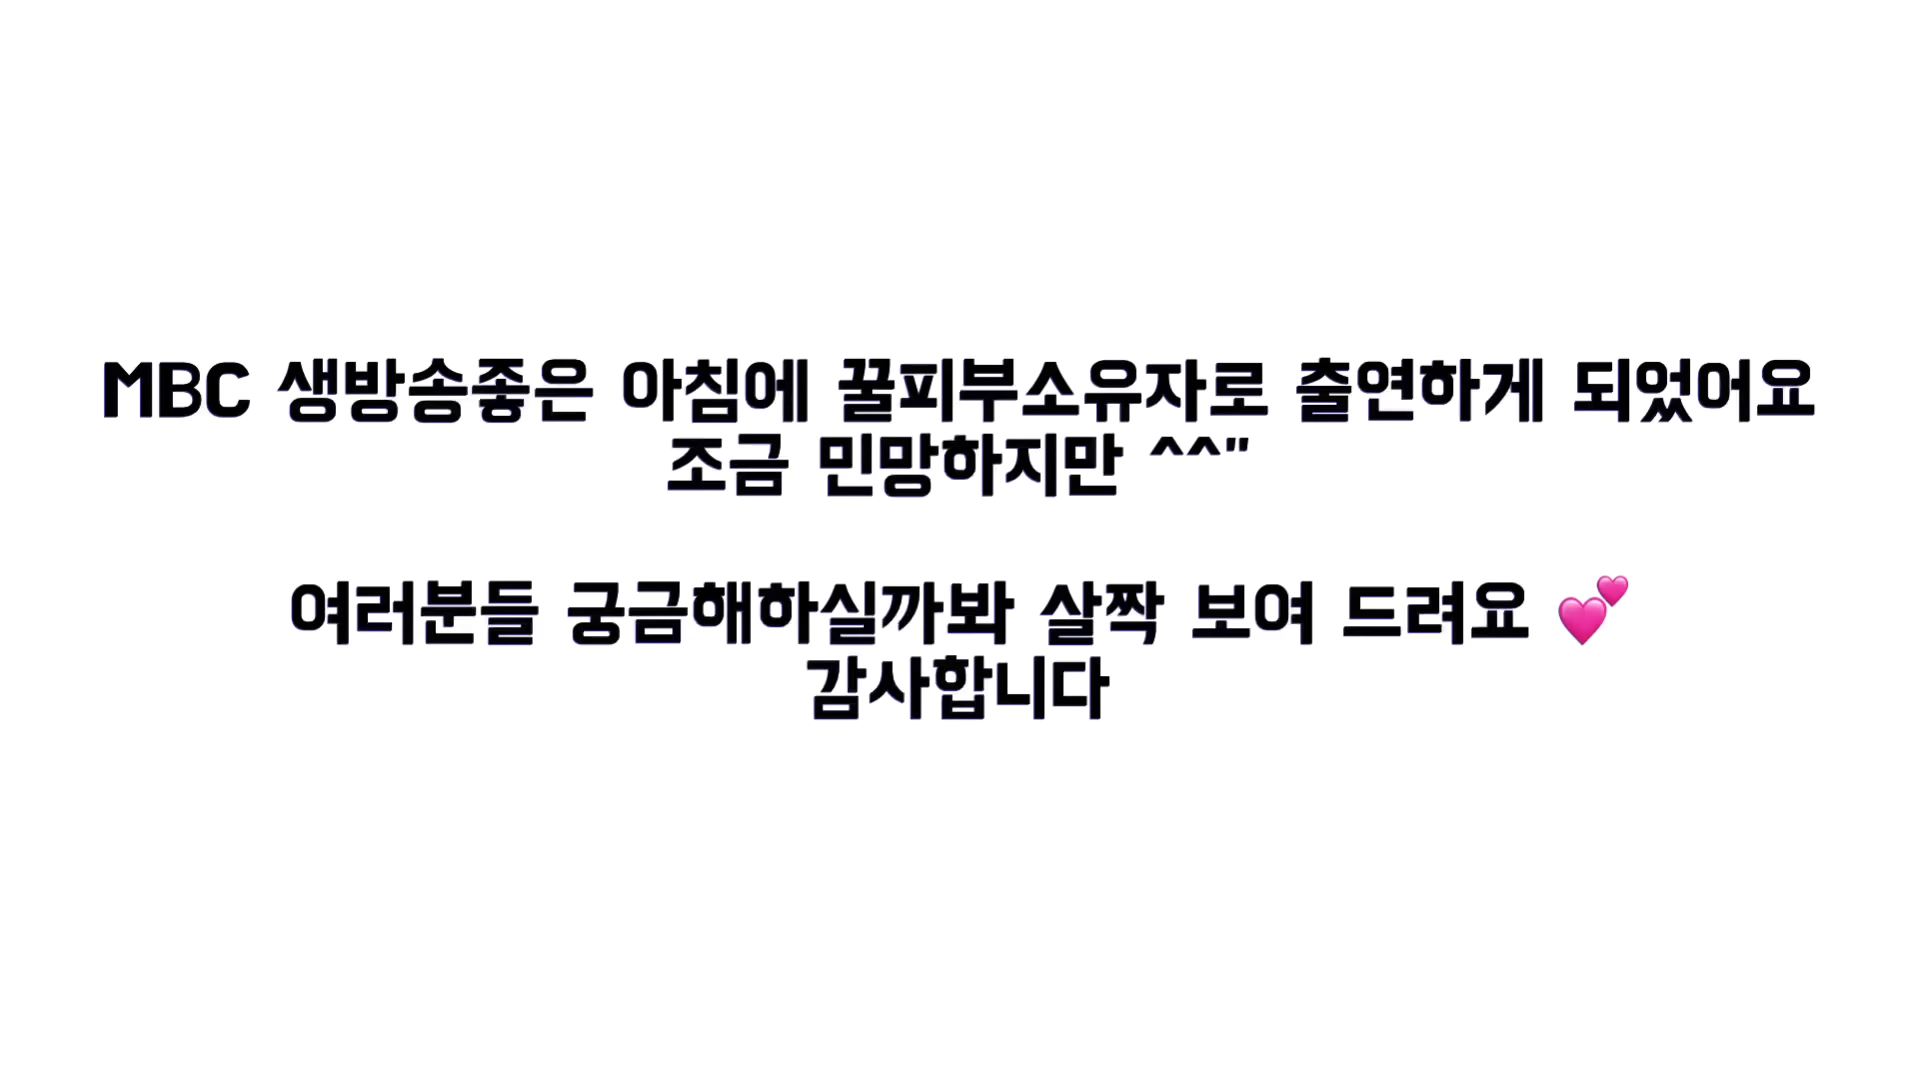 MBC 생방송좋은 아침에 꿀피부소유자로 출연하게 되었어요
조금 민망하지만 ^^"
여러분들 궁금해하실까봐 살짝 보여 드려요 💕
감사합니다